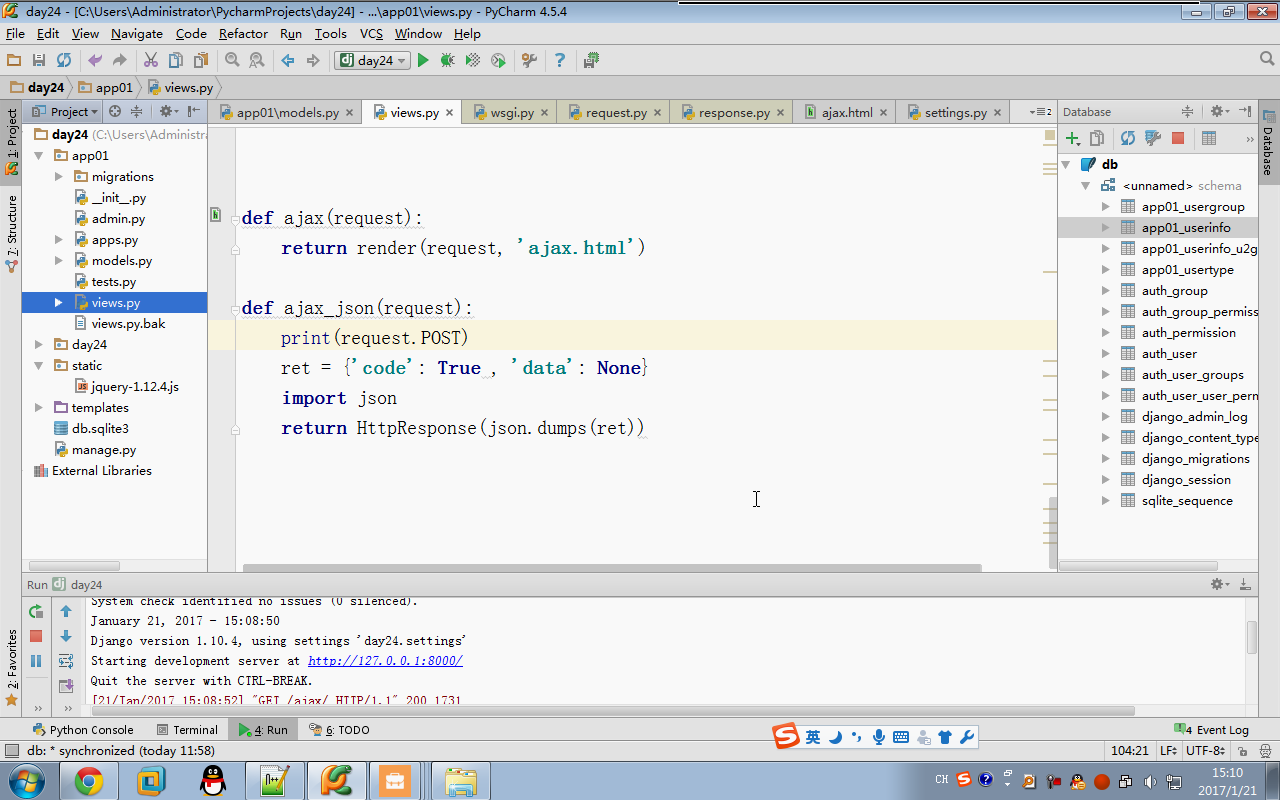 day24 - [C:\Users\Administrator\PycharmProjects\day24] - ...\app01\views.py - PyCharm 4.5.4
File Edit View Navigate Code Refactor Run Tools VCS Window Help
day24
day24 app01 views.py
Project
app01\models.py views.py wsgi.py request.py response.py ajax.html settings.py
2
Database
1: Project
7: Structure
2: Favorites
Database
day24 (C:\Users\Administra
app01
migrations
__init__.py
admin.py
apps.py
models.py
tests.py
views.py
views.py.bak
day24
static
jquery-1.12.4.js
templates
db.sqlite3
manage.py
External Libraries
def ajax(request):
return render(request, 'ajax.html')
def ajax_json(request):
print(request.POST)
ret = {'code': True , 'data': None}
import json
return HttpResponse(json.dumps(ret))
db
<unnamed> schema
app01_usergroup
app01_userinfo
app01_userinfo_u2g
app01_usertype
auth_group
auth_group_permiss
auth_permission
auth_user
auth_user_groups
auth_user_user_perm
django_admin_log
django_content_type
django_migrations
django_session
sqlite_sequence
Run day24
System check identified no issues (0 silenced).
January 21, 2017 - 15:08:50
Django version 1.10.4, using settings 'day24.settings'
Starting development server at http://127.0.0.1:8000/
Quit the server with CTRL-BREAK.
[21/Jan/2017 15:08:52] "GET /ajax/ HTTP/1.1" 200 1731
Python Console Terminal 4: Run 6: TODO
英
4 Event Log
db: * synchronized (today 11:58)
104:21 LF UTF-8
CH
15:10
2017/1/21